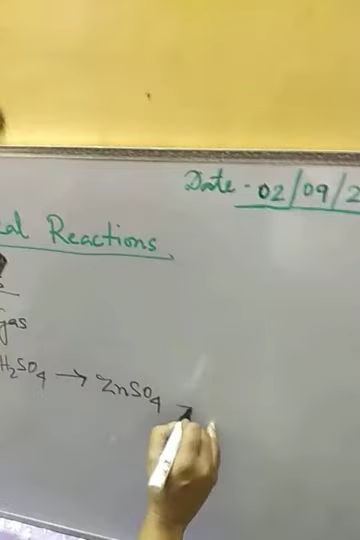 Date - 02/09/2
al Reactions
Gas
H₂SO₄ → ZnSO₄